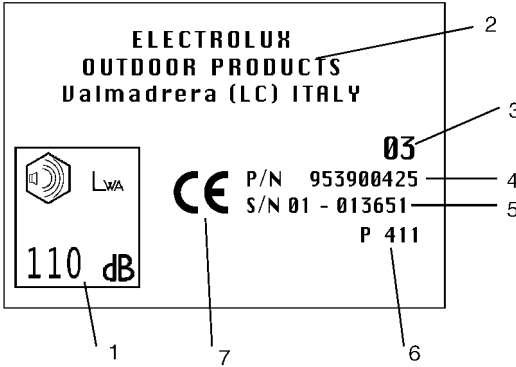 ELECTROLUX
OUTDOOR PRODUCTS
Valmadrera (LC) ITALY
2
03
3
P/N 953900425
4
S/N 01 - 013651
5
P 411
LWA
CE
110 dB
1
7
6